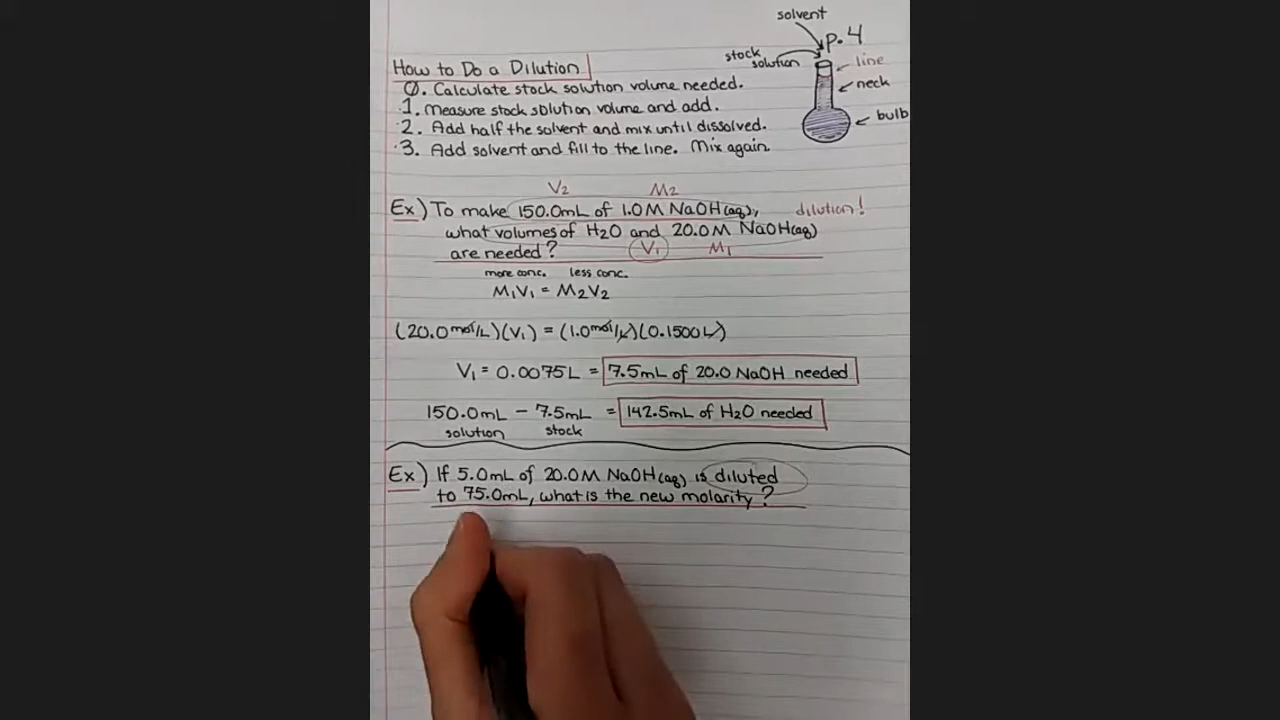 solvent
p.4
stock
solution
line
neck
bulb
How to Do a Dilution
0. Calculate stock solution volume needed.
1. Measure stock solution volume and add.
2. Add half the solvent and mix until dissolved.
3. Add solvent and fill to the line. Mix again.
V₂ M₂
Ex) To make 150.0mL of 1.0M NaOH(aq), dilution!
what volumes of H₂O and 20.0M NaOH(aq)
are needed? V₁ M₁
more conc. less conc.
M₁V₁ = M₂V₂
(20.0mol/L)(V₁) = (1.0mol/L)(0.1500L)
V₁ = 0.0075L = 7.5mL of 20.0 NaOH needed
150.0mL - 7.5mL = 142.5mL of H₂O needed
solution stock
Ex) If 5.0mL of 20.0M NaOH(aq) is diluted
to 75.0mL, what is the new molarity?